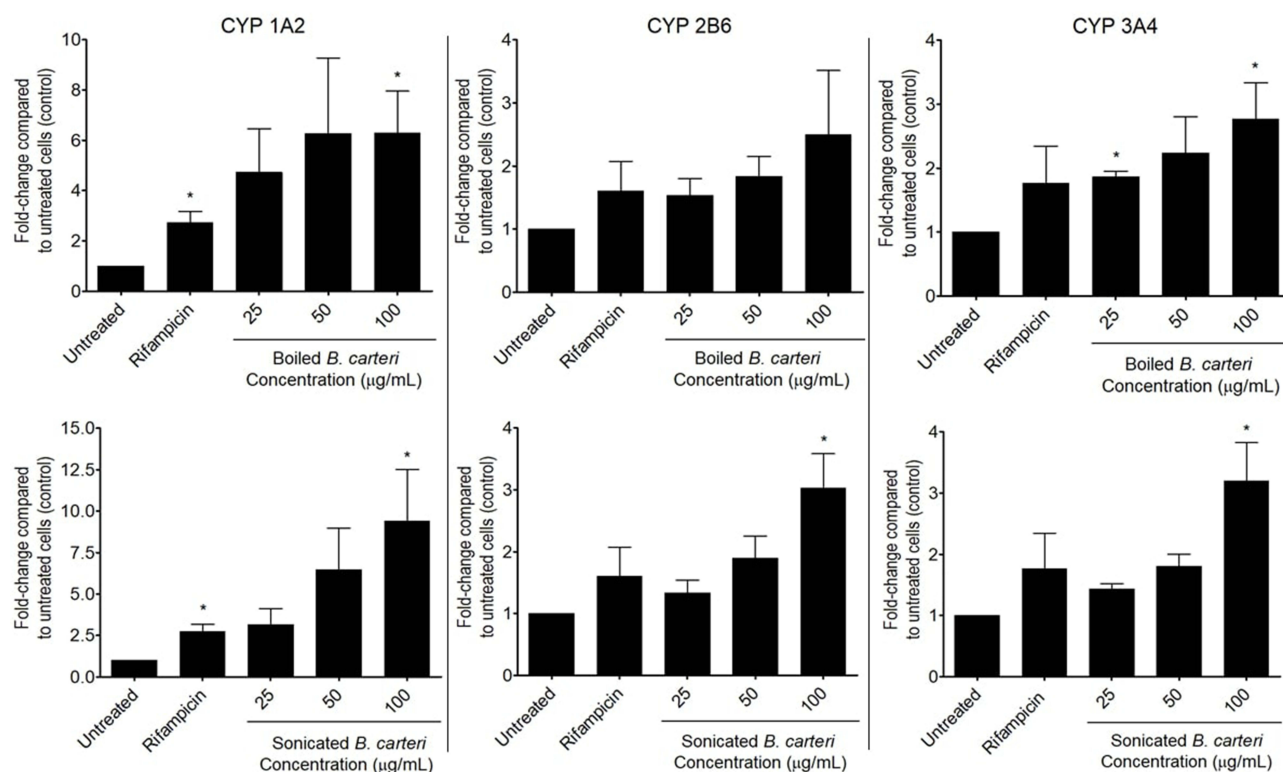 CYP 1A2
Fold-change compared
to untreated cells (control)
10
8
6
4
2
0
*
*
Untreated
Rifampicin
25
50
100
Boiled B. carteri
Concentration (μg/mL)
CYP 2B6
Fold-change compared
to untreated cells (control)
4
3
2
1
0
Untreated
Rifampicin
25
50
100
Boiled B. carteri
Concentration (μg/mL)
CYP 3A4
Fold-change compared
to untreated cells (control)
4
3
2
1
0
*
*
Untreated
Rifampicin
25
50
100
Boiled B. carteri
Concentration (μg/mL)
Fold-change compared
to untreated cells (control)
15.0
12.5
10.0
7.5
5.0
2.5
0.0
*
*
Untreated
Rifampicin
25
50
100
Sonicated B. carteri
Concentration (μg/mL)
Fold-change compared
to untreated cells (control)
4
3
2
1
0
*
Untreated
Rifampicin
25
50
100
Sonicated B. carteri
Concentration (μg/mL)
Fold-change compared
to untreated cells (control)
4
3
2
1
0
*
Untreated
Rifampicin
25
50
100
Sonicated B. carteri
Concentration (μg/mL)